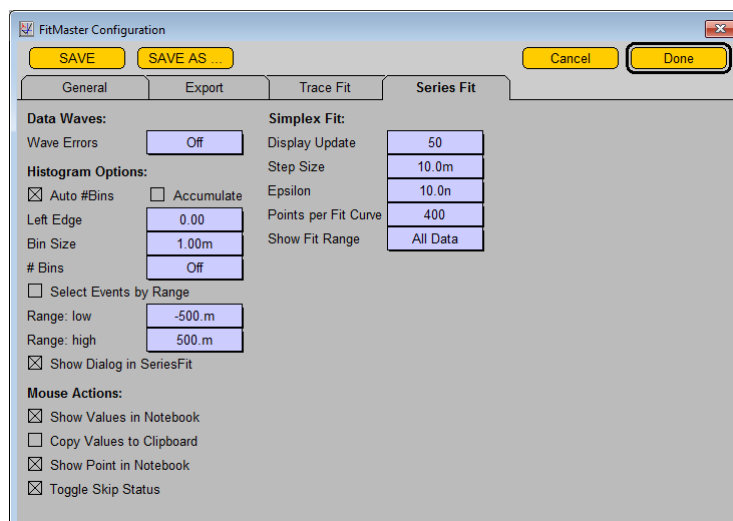 FitMaster Configuration
SAVE SAVE AS ... Cancel Done
General Export Trace Fit Series Fit
Data Waves: Simplex Fit:
Wave Errors Off Display Update 50
Histogram Options: Step Size 10.0m
Auto #Bins Accumulate Epsilon 10.0n
Left Edge 0.00 Points per Fit Curve 400
Bin Size 1.00m Show Fit Range All Data
# Bins Off
Select Events by Range
Range: low -500.m
Range: high 500.m
Show Dialog in SeriesFit
Mouse Actions:
Show Values in Notebook
Copy Values to Clipboard
Show Point in Notebook
Toggle Skip Status